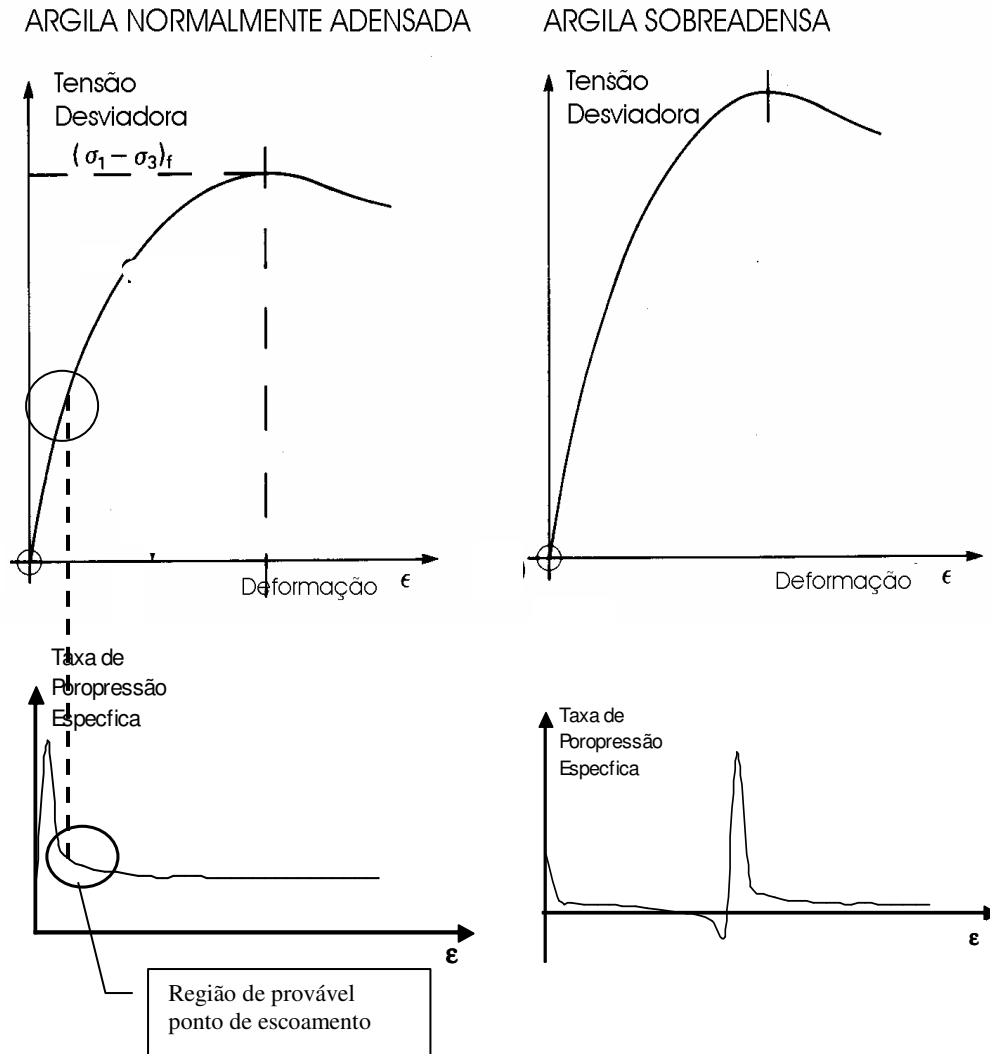 ARGILA NORMALMENTE ADENSADA
ARGILA SOBREADENSA
Tensão
Desviadora
(σ₁ − σ₃)f
Deformação ϵ
Tensão
Desviadora
Deformação ϵ
Taxa de
Poropressão
Especfica
ε
Região de provável
ponto de escoamento
Taxa de
Poropressão
Especfica
ε